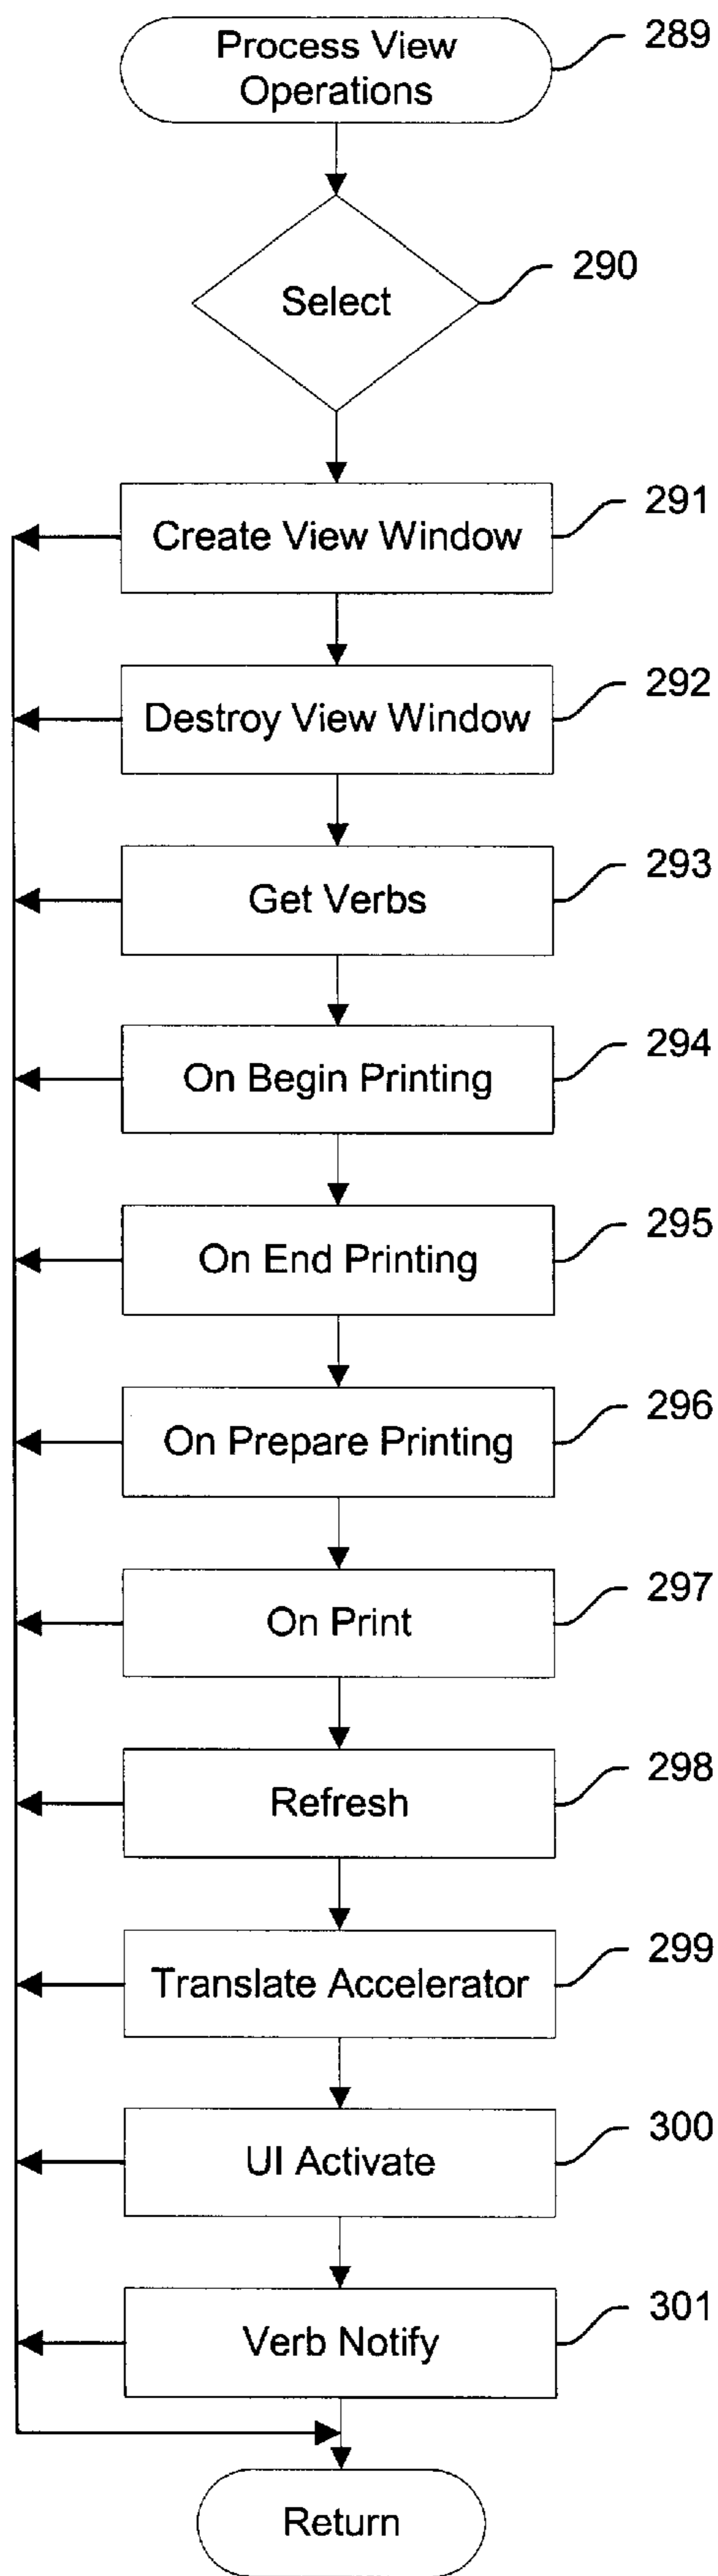 Process View
Operations
289
290
Select
291
Create View Window
292
Destroy View Window
293
Get Verbs
294
On Begin Printing
295
On End Printing
296
On Prepare Printing
297
On Print
298
Refresh
299
Translate Accelerator
300
UI Activate
301
Verb Notify
Return